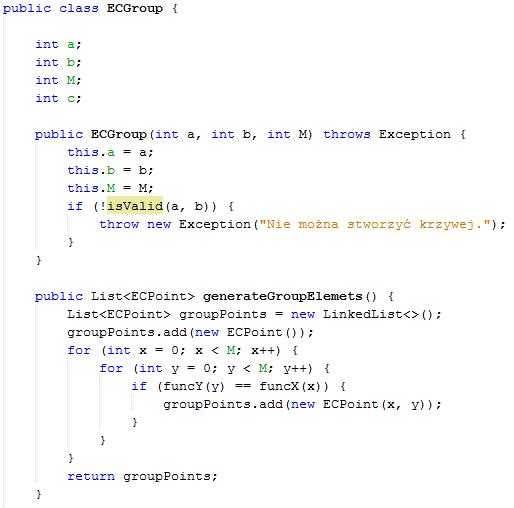 public class ECGroup {
int a;
int b;
int M;
int c;
public ECGroup(int a, int b, int M) throws Exception {
this.a = a;
this.b = b;
this.M = M;
if (!isValid(a, b)) {
throw new Exception("Nie można stworzyć krzywej.");
}
}
public List<ECPoint> generateGroupElemets() {
List<ECPoint> groupPoints = new LinkedList<>();
groupPoints.add(new ECPoint());
for (int x = 0; x < M; x++) {
for (int y = 0; y < M; y++) {
if (funcY(y) == funcX(x)) {
groupPoints.add(new ECPoint(x, y));
}
}
}
return groupPoints;
}